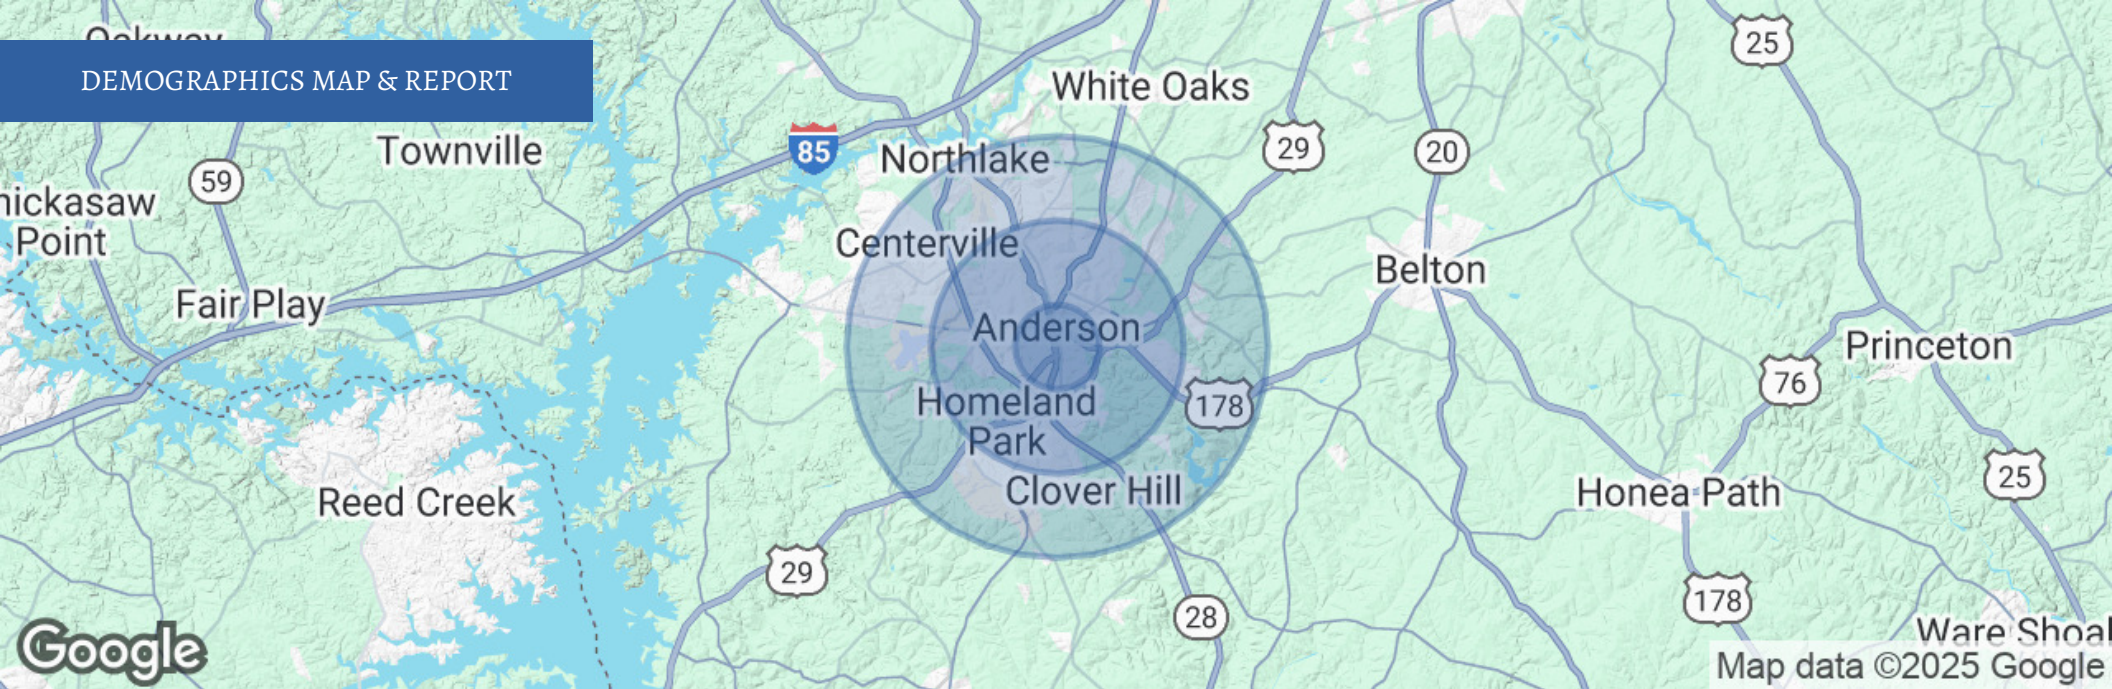 DEMOGRAPHICS MAP & REPORT
25
White Oaks
Townville
85
Northlake
29
20
59
Point
Centerville
Belton
Fair Play
Anderson
Princeton
76
Homeland
Park
178
Reed Creek
Clover Hill
Honea Path
25
29
28
178
Ware Shoal
Google
Map data ©2025 Google